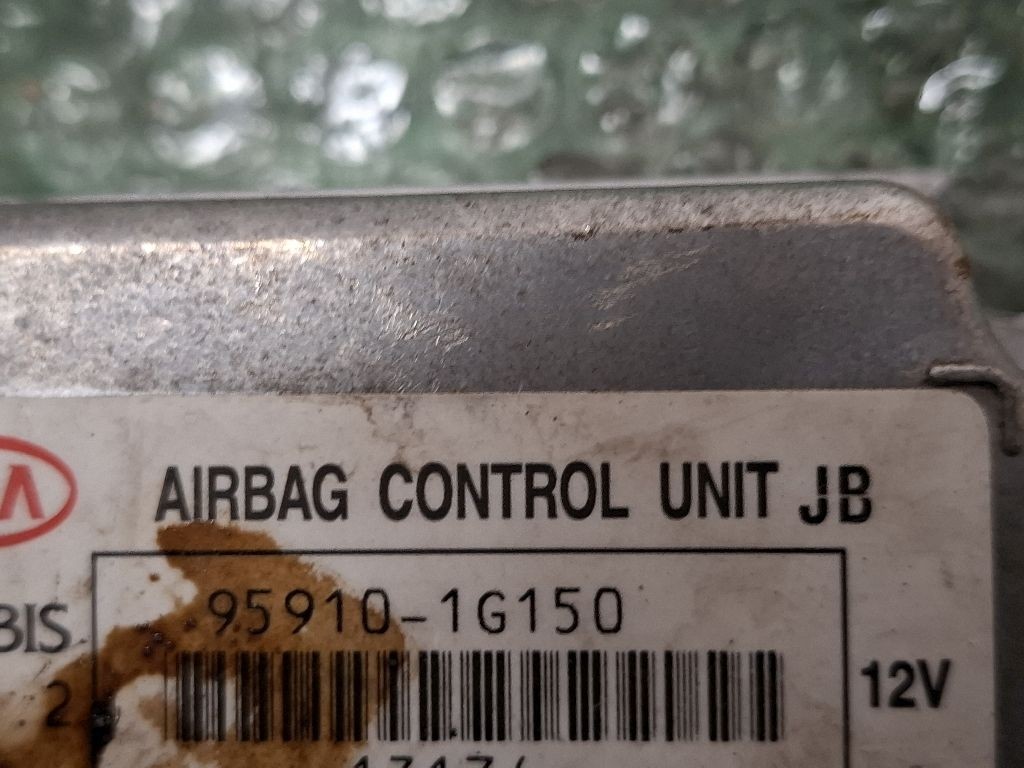 AIRBAG CONTROL UNIT JB
95910-1G150
BIS
2
12V